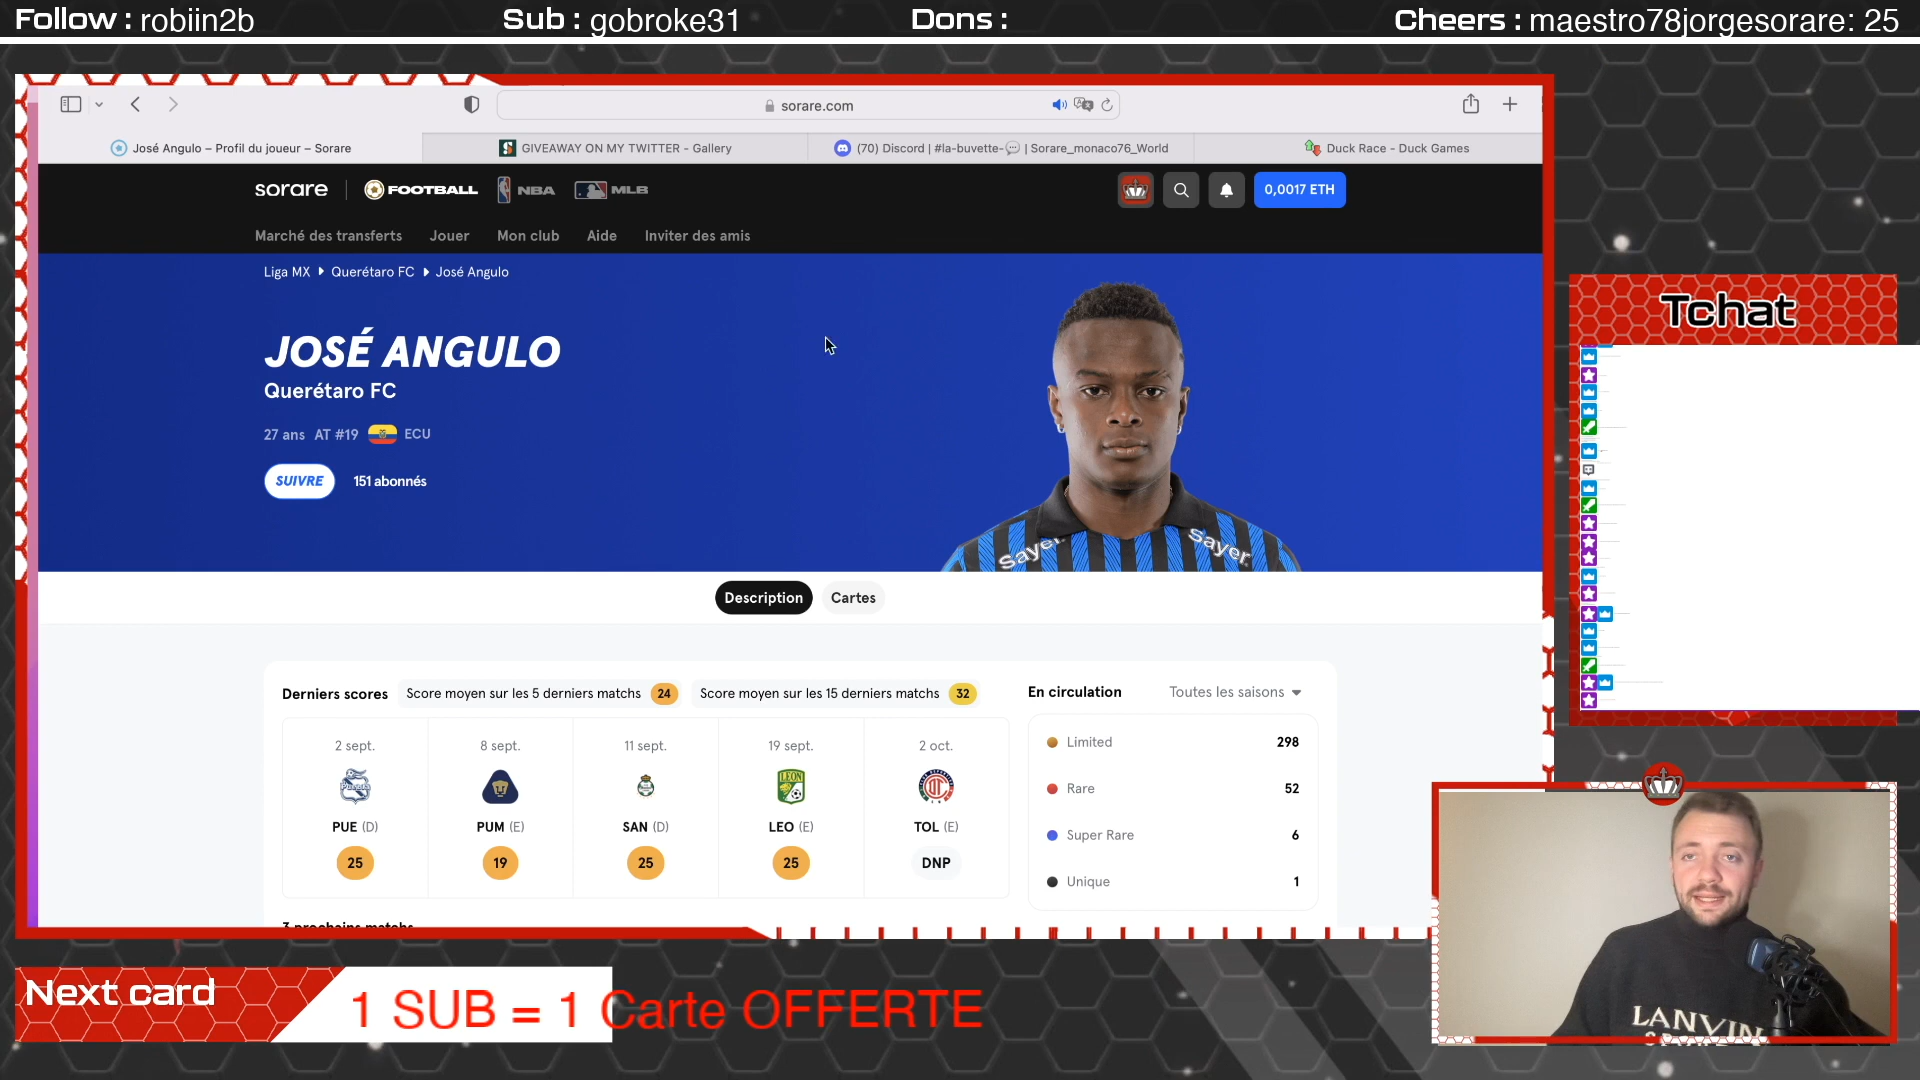 Follow : robiin2b
Sub : gobroke31
Dons :
Cheers : maestro78jorgesorare: 25
sorare.com
José Angulo – Profil du joueur – Sorare
GIVEAWAY ON MY TWITTER - Gallery
(70) Discord | #la-buvette-💬 | Sorare_monaco76_World
Duck Race - Duck Games
sorare
FOOTBALL
NBA
MLB
0,0017 ETH
Marché des transferts
Jouer
Mon club
Aide
Inviter des amis
Liga MX
Querétaro FC
José Angulo
JOSÉ ANGULO
Querétaro FC
27 ans AT #19 ECU
SUIVRE
151 abonnés
Sayer
Sayer
Description
Cartes
Derniers scores
Score moyen sur les 5 derniers matchs 24
Score moyen sur les 15 derniers matchs 32
2 sept.
8 sept.
11 sept.
19 sept.
2 oct.
LEON
PUE (D)
PUM (E)
SAN (D)
LEO (E)
TOL (E)
25
19
25
25
DNP
3 prochains matchs
En circulation
Toutes les saisons
Limited 298
Rare 52
Super Rare 6
Unique 1
Tchat
LANVIN
Next card
1 SUB = 1 Carte OFFERTE